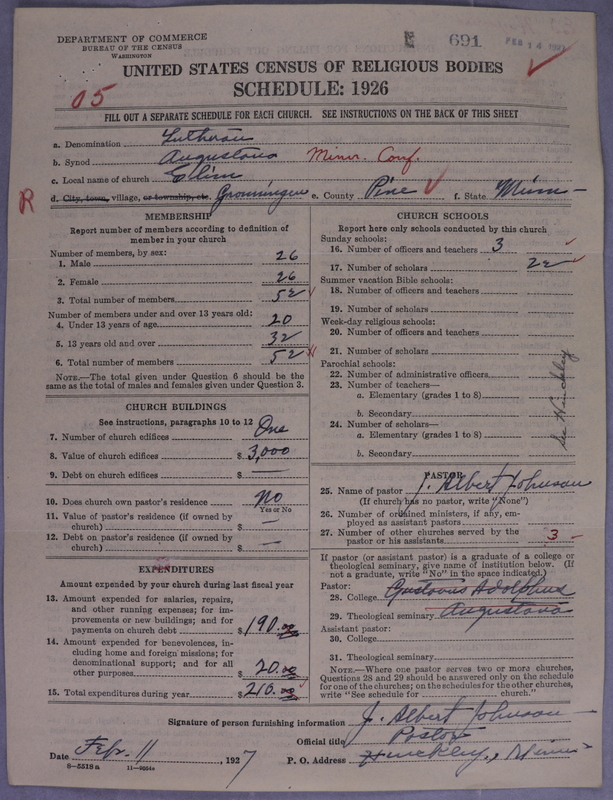 DEPARTMENT OF COMMERCE
BUREAU OF THE CENSUS
WASHINGTON
E 691 FEB 14 1927
UNITED STATES CENSUS OF RELIGIOUS BODIES
SCHEDULE: 1926
05
FILL OUT A SEPARATE SCHEDULE FOR EACH CHURCH. SEE INSTRUCTIONS ON THE BACK OF THIS SHEET
a. Denomination Lutheran
b. Synod Augustana Minn. Conf.
c. Local name of church Elim
R
d. City, town, village, or township, etc. Groningen e. County Pine f. State Minn
MEMBERSHIP
Report number of members according to definition of
member in your church
Number of members, by sex:
1. Male 26
2. Female 26
3. Total number of members 52
Number of members under and over 13 years old:
4. Under 13 years of age 20
5. 13 years old and over 32
6. Total number of members 52
NOTE.—The total given under Question 6 should be the
same as the total of males and females given under Question 3.
CHURCH BUILDINGS
See instructions, paragraphs 10 to 12
7. Number of church edifices One
8. Value of church edifices $ 3,000
9. Debt on church edifices $ —
10. Does church own pastor's residence No
Yes or No
11. Value of pastor's residence (if owned by
church) $ —
12. Debt on pastor's residence (if owned by
church) $ —
EXPENDITURES
Amount expended by your church during last fiscal year
13. Amount expended for salaries, repairs,
and other running expenses; for im-
provements or new buildings; and for
payments on church debt $ 190.00
14. Amount expended for benevolences, in-
cluding home and foreign missions; for
denominational support; and for all
other purposes $ 20.00
15. Total expenditures during year $ 210.00
CHURCH SCHOOLS
Report here only schools conducted by this church
Sunday schools:
16. Number of officers and teachers 3
17. Number of scholars 22
Summer vacation Bible schools:
18. Number of officers and teachers
19. Number of scholars
Week-day religious schools:
20. Number of officers and teachers
21. Number of scholars
Parochial schools:
22. Number of administrative officers
23. Number of teachers—
a. Elementary (grades 1 to 8)
b. Secondary
24. Number of scholars—
a. Elementary (grades 1 to 8)
b. Secondary
See Hinckley
PASTOR
25. Name of pastor J. Albert Johnson
(If church has no pastor, write "None")
26. Number of ordained ministers, if any, em-
ployed as assistant pastors
27. Number of other churches served by the
pastor or his assistants 3 —
If pastor (or assistant pastor) is a graduate of a college or
theological seminary, give name of institution below. (If
not a graduate, write "No" in the space indicated.)
Pastor:
28. College Gustavus Adolphus
29. Theological seminary Augustana
Assistant pastor:
30. College
31. Theological seminary
NOTE.—Where one pastor serves two or more churches,
Questions 28 and 29 should be answered only on the schedule
for one of the churches; on the schedules for the other churches,
write "See schedule for church."
Signature of person furnishing information J. Albert Johnson
Official title Pastor
Date Feb. 11, 1927 P. O. Address Hinckley, Minn
8-5518a 11-9864a